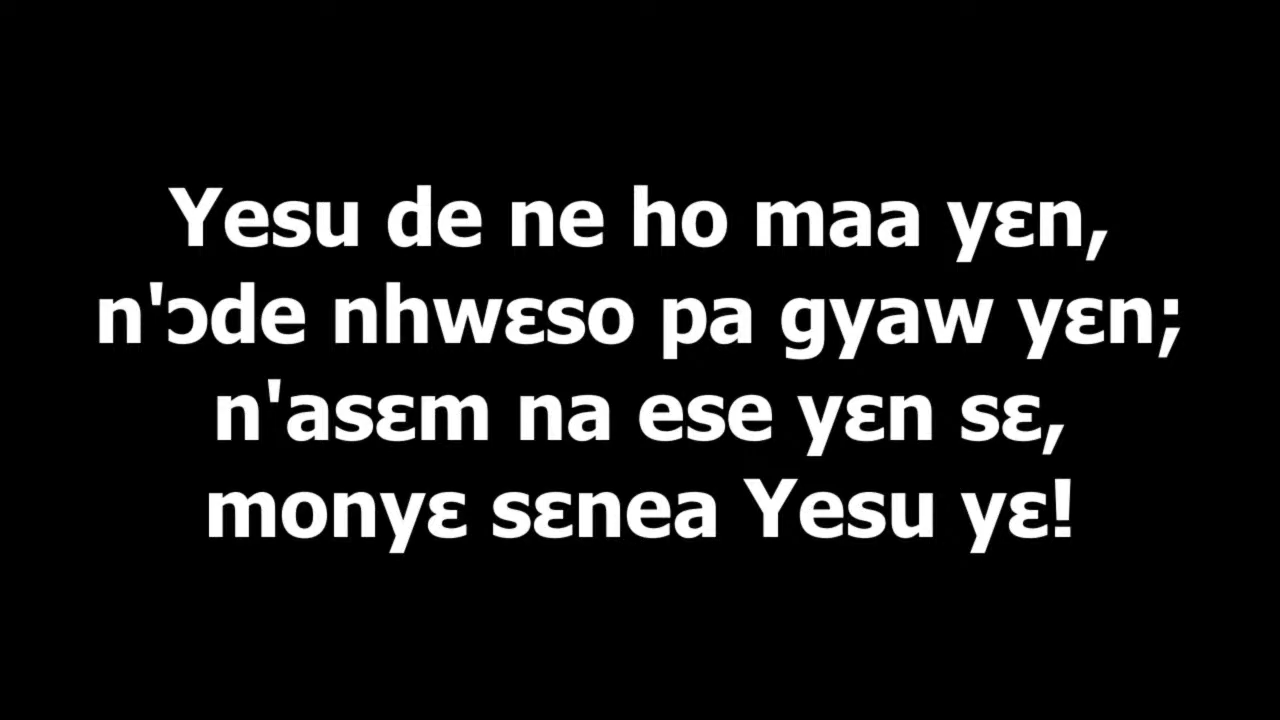 Yesu de ne ho maa yɛn,
n'ɔde nhwɛso pa gyaw yɛn;
n'asɛm na ese yɛn sɛ,
monyɛ sɛnea Yesu yɛ!